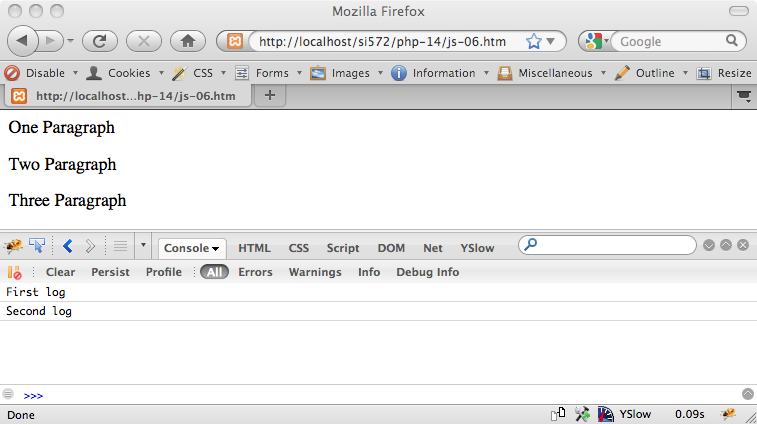 Mozilla Firefox
http://localhost/si572/php-14/js-06.htm Google
Disable Cookies CSS Forms Images Information Miscellaneous Outline Resize
http://localhost...hp-14/js-06.htm
One Paragraph
Two Paragraph
Three Paragraph
Console HTML CSS Script DOM Net YSlow
Clear Persist Profile All Errors Warnings Info Debug Info
First log
Second log
>>>
Done YSlow 0.09s